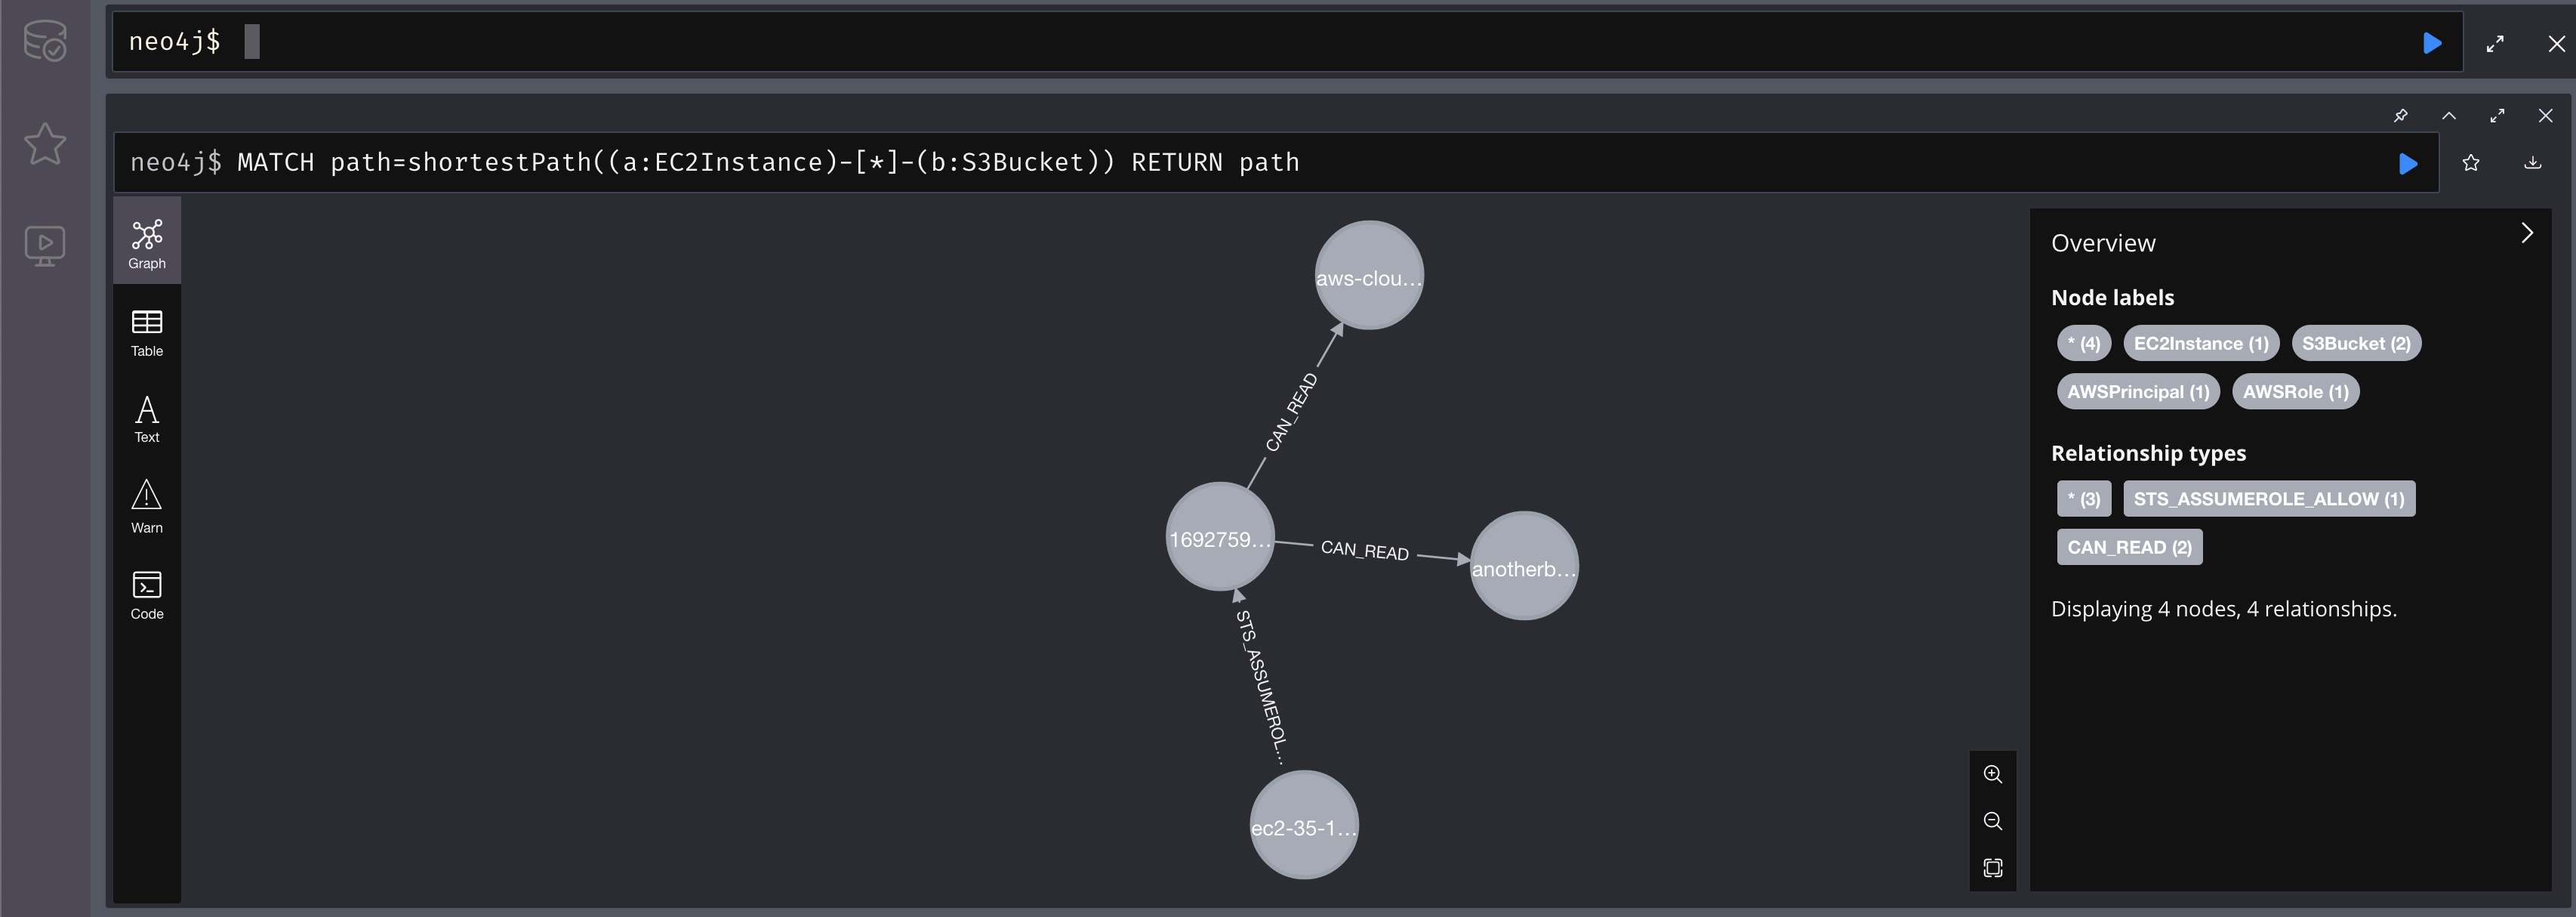 neo4j$
neo4j$ MATCH path=shortestPath((a:EC2Instance)-[*]-(b:S3Bucket)) RETURN path
Graph
Table
Text
Warn
Code
aws-clou...
CAN_READ
1692759...
CAN_READ
anotherb...
STS_ASSUMEROL...
ec2-35-1...
Overview
Node labels
* (4) EC2Instance (1) S3Bucket (2)
AWSPrincipal (1) AWSRole (1)
Relationship types
* (3) STS_ASSUMEROLE_ALLOW (1)
CAN_READ (2)
Displaying 4 nodes, 4 relationships.